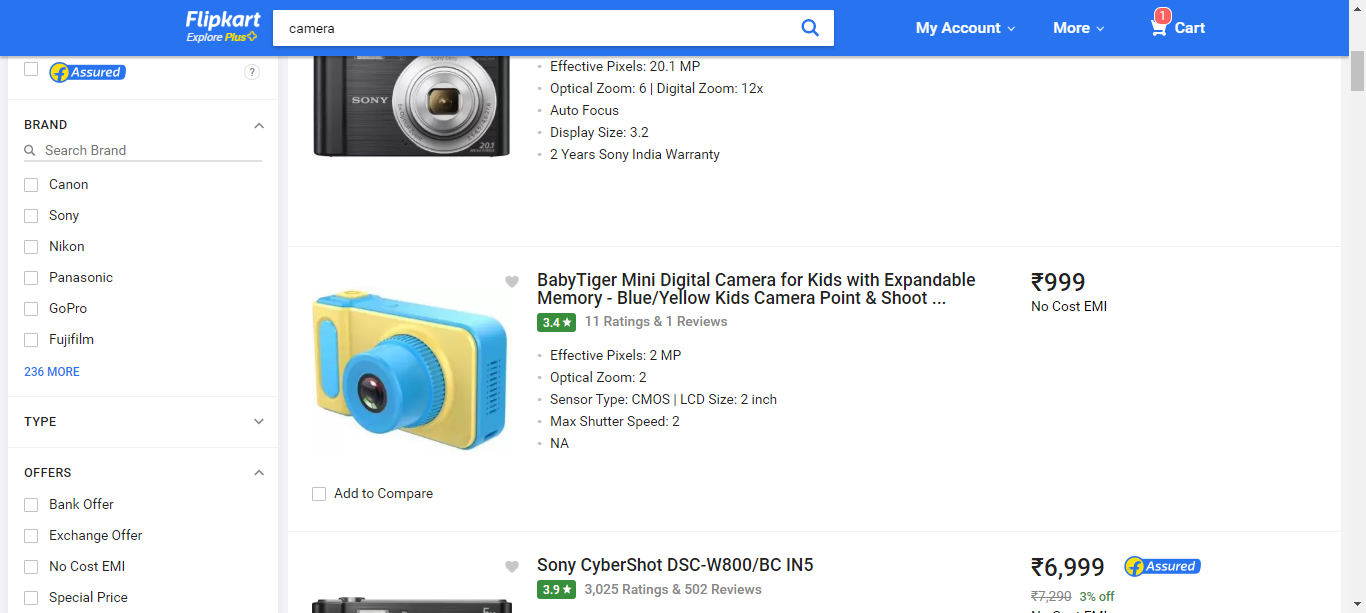 Flipkart
Explore Plus
camera
My Account
More
1
Cart
Assured
?
BRAND
Search Brand
Canon
Sony
Nikon
Panasonic
GoPro
Fujifilm
236 MORE
TYPE
OFFERS
Bank Offer
Exchange Offer
No Cost EMI
Special Price
SONY
20.1
Effective Pixels: 20.1 MP
Optical Zoom: 6 | Digital Zoom: 12x
Auto Focus
Display Size: 3.2
2 Years Sony India Warranty
BabyTiger Mini Digital Camera for Kids with Expandable
Memory - Blue/Yellow Kids Camera Point & Shoot ...
3.4
11 Ratings & 1 Reviews
Effective Pixels: 2 MP
Optical Zoom: 2
Sensor Type: CMOS | LCD Size: 2 inch
Max Shutter Speed: 2
NA
₹999
No Cost EMI
Add to Compare
Sony CyberShot DSC-W800/BC IN5
3.9
3,025 Ratings & 502 Reviews
₹6,999
Assured
₹7,290 3% off